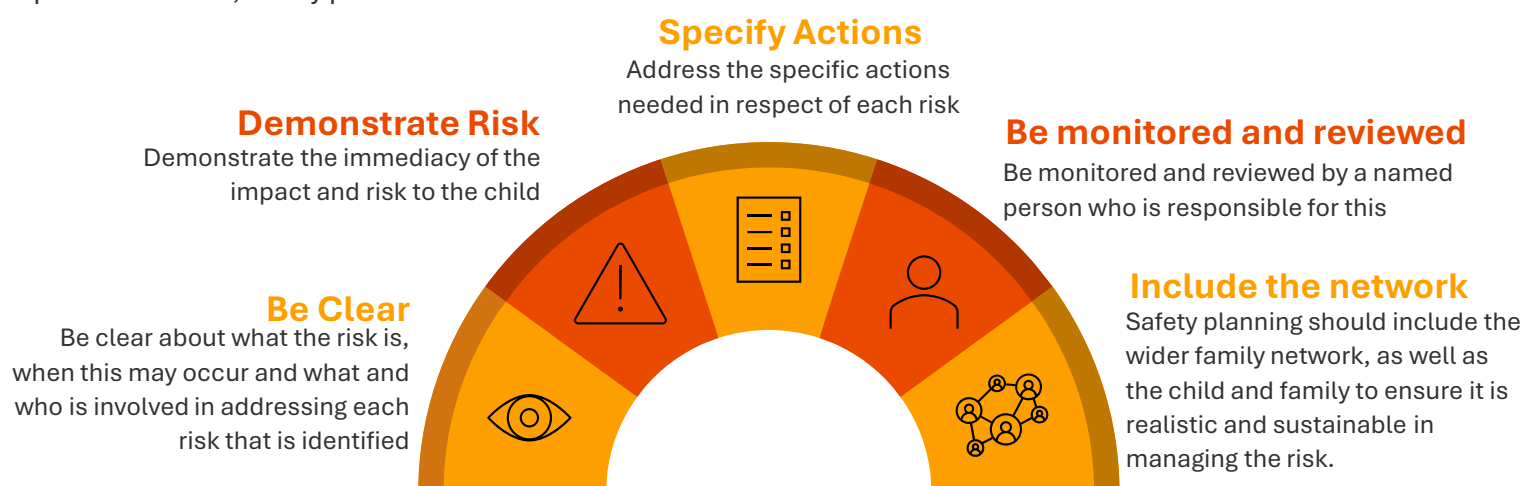 Specify Actions
Address the specific actions
needed in respect of each risk
Demonstrate Risk
Demonstrate the immediacy of the
impact and risk to the child
Be monitored and reviewed
Be monitored and reviewed by a named
person who is responsible for this
Be Clear
Be clear about what the risk is,
when this may occur and what and
who is involved in addressing each
risk that is identified
Include the network
Safety planning should include the
wider family network, as well as
the child and family to ensure it is
realistic and sustainable in
managing the risk.